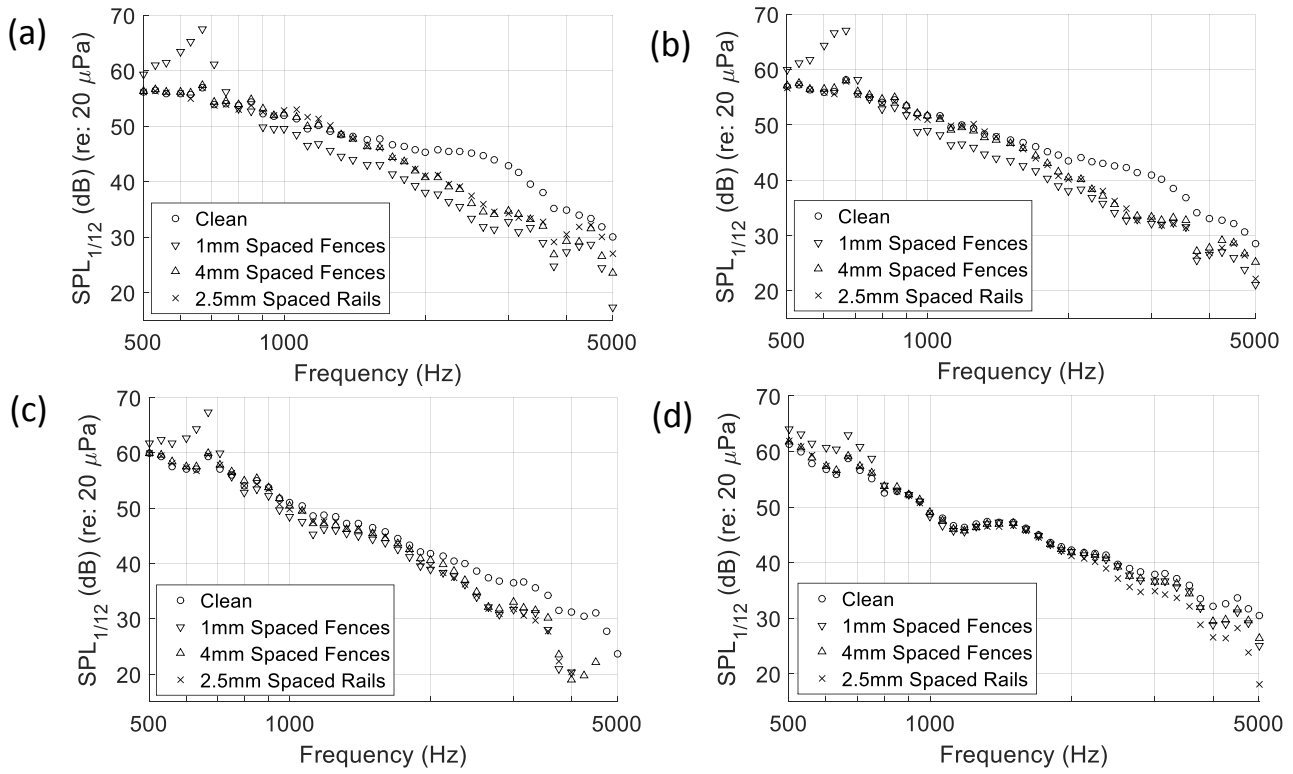 (a)
70
60
50
40
30
20
SPL1/12 (dB) (re: 20 μPa)
Clean
1mm Spaced Fences
4mm Spaced Fences
2.5mm Spaced Rails
500
1000
5000
Frequency (Hz)
(b)
70
60
50
40
30
20
SPL1/12 (dB) (re: 20 μPa)
Clean
1mm Spaced Fences
4mm Spaced Fences
2.5mm Spaced Rails
500
1000
5000
Frequency (Hz)
(c)
70
60
50
40
30
20
SPL1/12 (dB) (re: 20 μPa)
Clean
1mm Spaced Fences
4mm Spaced Fences
2.5mm Spaced Rails
500
1000
5000
Frequency (Hz)
(d)
70
60
50
40
30
20
SPL1/12 (dB) (re: 20 μPa)
Clean
1mm Spaced Fences
4mm Spaced Fences
2.5mm Spaced Rails
500
1000
5000
Frequency (Hz)